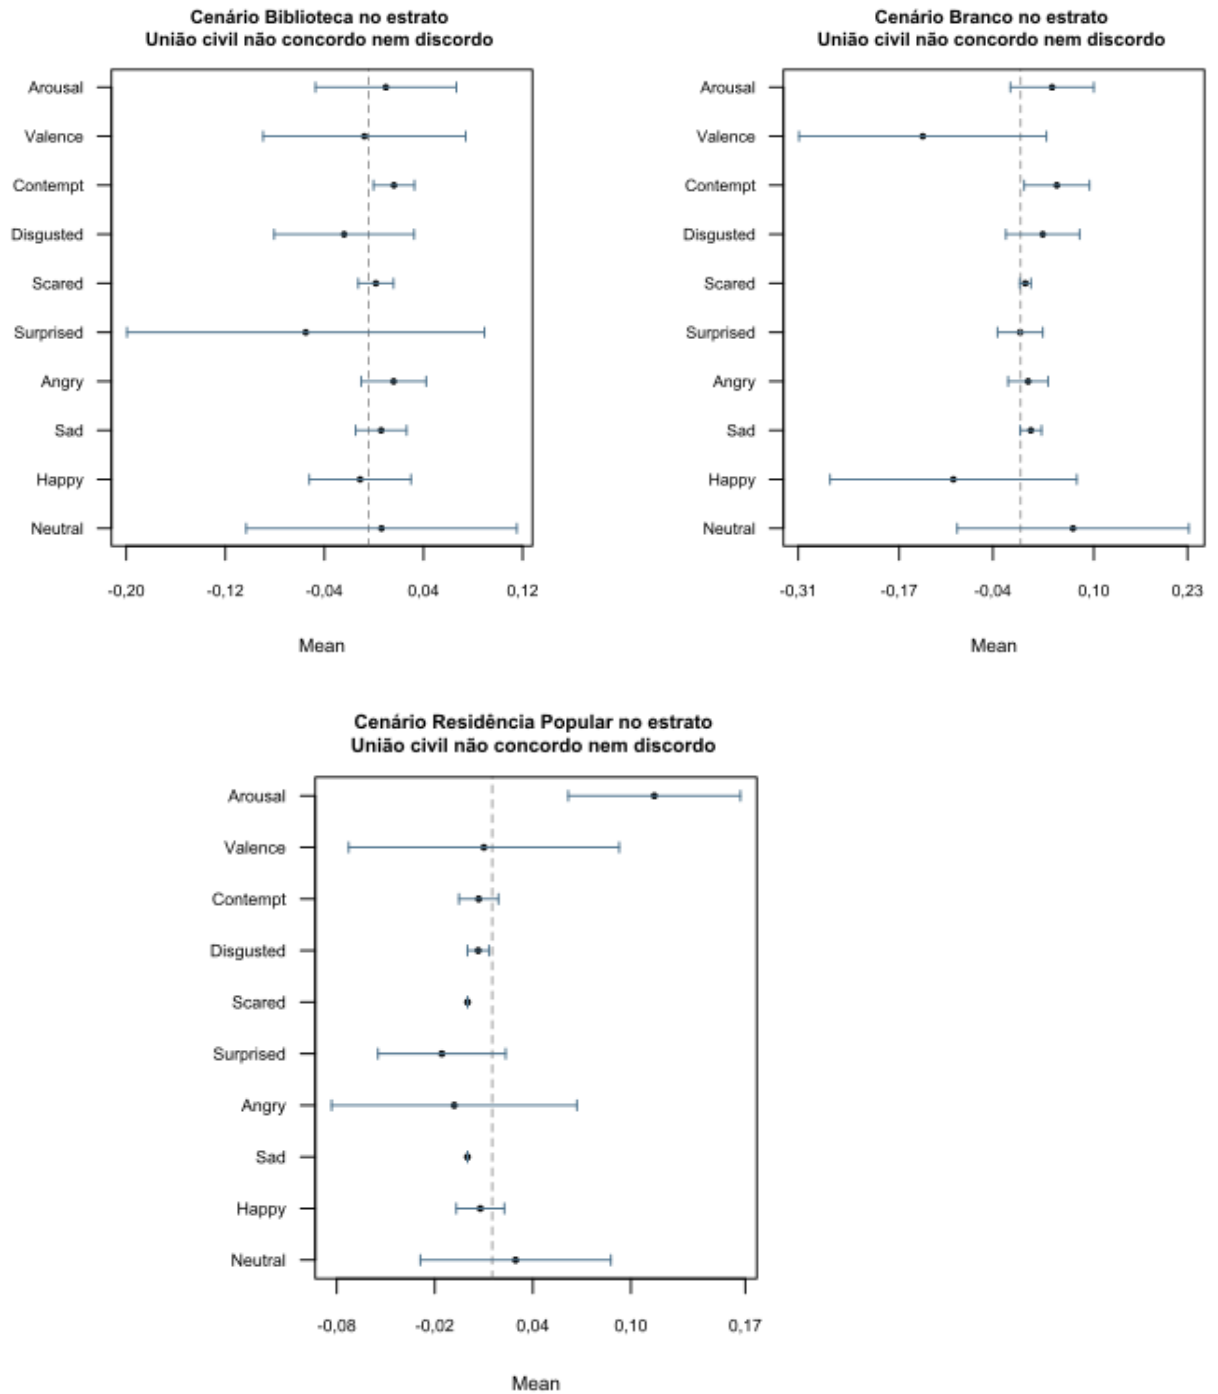 Cenário Biblioteca no estrato
União civil não concordo nem discordo
Arousal
Valence
Contempt
Disgusted
Scared
Surprised
Angry
Sad
Happy
Neutral
-0,20 -0,12 -0,04 0,04 0,12
Mean
Cenário Branco no estrato
União civil não concordo nem discordo
Arousal
Valence
Contempt
Disgusted
Scared
Surprised
Angry
Sad
Happy
Neutral
-0,31 -0,17 -0,04 0,10 0,23
Mean
Cenário Residência Popular no estrato
União civil não concordo nem discordo
Arousal
Valence
Contempt
Disgusted
Scared
Surprised
Angry
Sad
Happy
Neutral
-0,08 -0,02 0,04 0,10 0,17
Mean